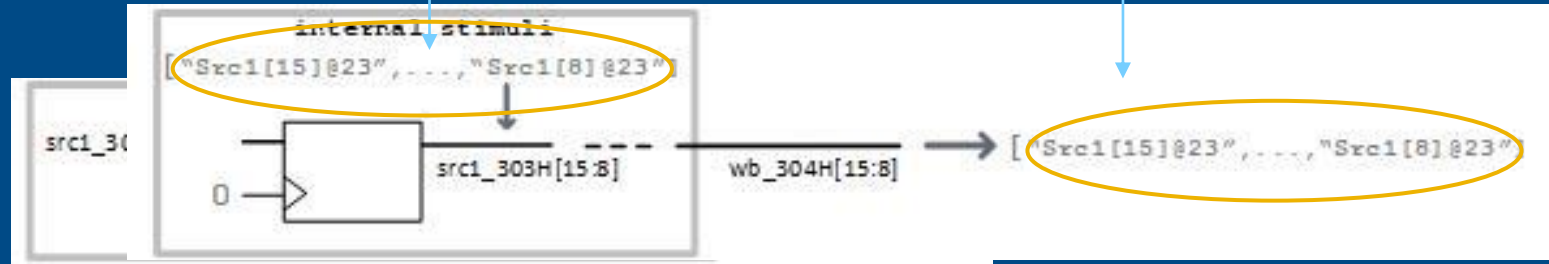 internal stimuli
["Src1[15]@23",...,"Src1[8]@23"]
src1_30
src1_303H[15:8]
wb_304H[15:8]
["Src1[15]@23",...,"Src1[8]@23"]
0